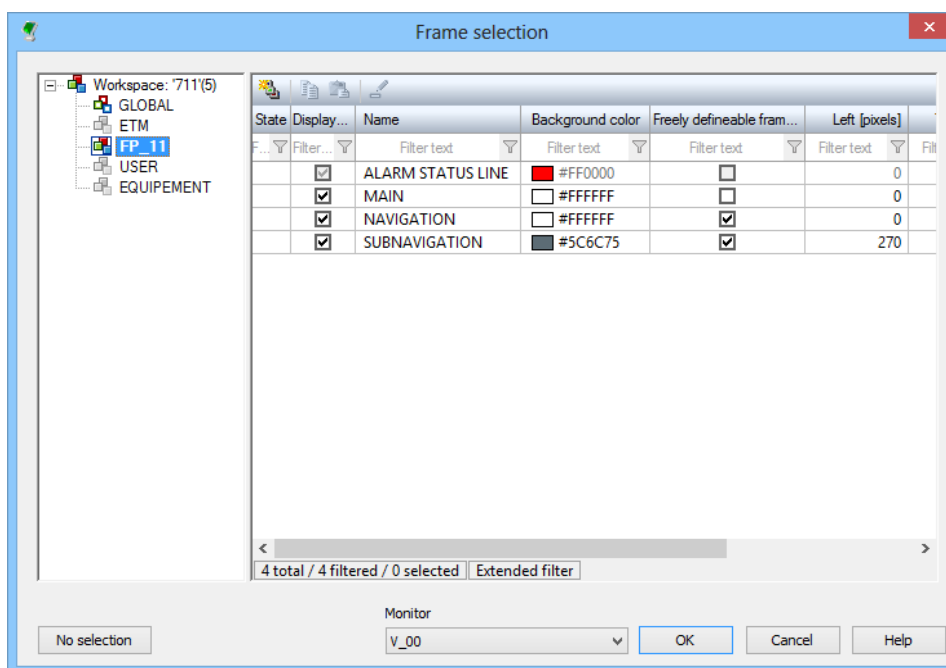 Frame selection
Workspace: '711'(5)
GLOBAL
ETM
FP_11
USER
EQUIPEMENT
State Display... Name Background color Freely defineable fram... Left [pixels]
F... Filter... Filter text Filter text Filter text Filter text Filt
ALARM STATUS LINE #FF0000 0
MAIN #FFFFFF 0
NAVIGATION #FFFFFF 0
SUBNAVIGATION #5C6C75 270
4 total / 4 filtered / 0 selected Extended filter
Monitor
No selection V_00 OK Cancel Help